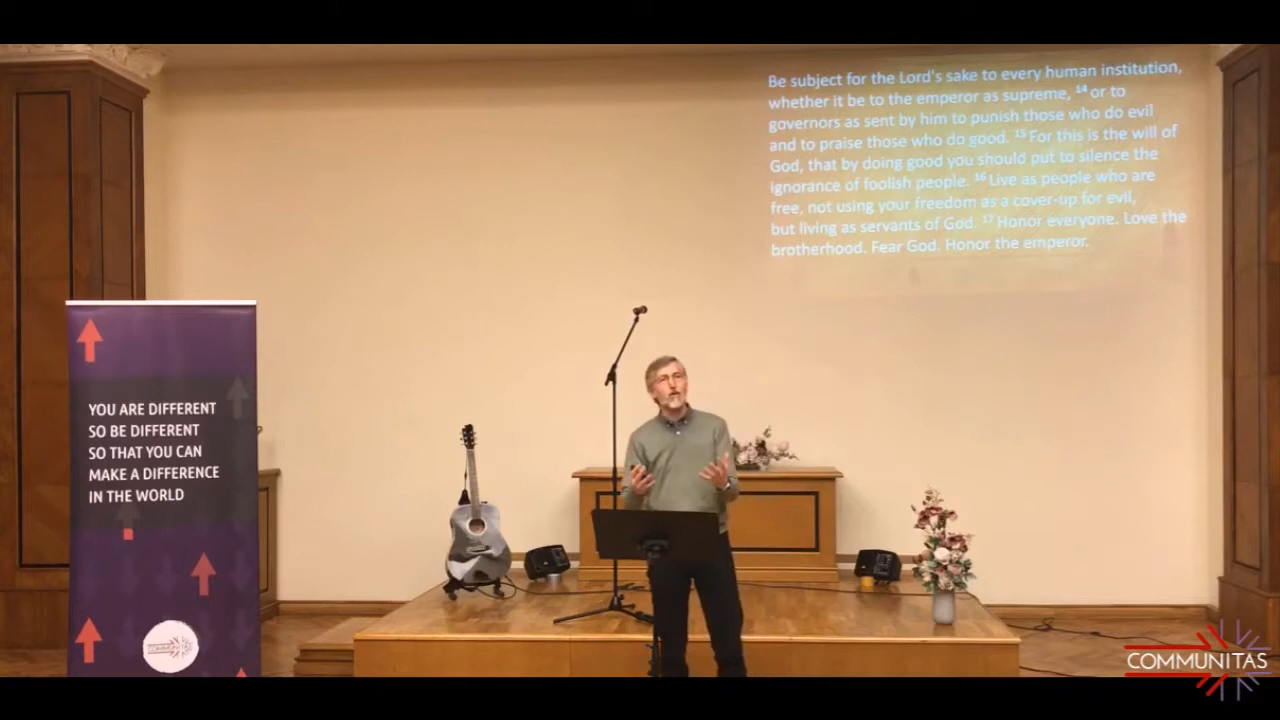 Be subject for the Lord's sake to every human institution,
whether it be to the emperor as supreme, 14 or to
governors as sent by him to punish those who do evil
and to praise those who do good. 15 For this is the will of
God, that by doing good you should put to silence the
ignorance of foolish people. 16 Live as people who are
free, not using your freedom as a cover-up for evil,
but living as servants of God. 17 Honor everyone. Love the
brotherhood. Fear God. Honor the emperor.
YOU ARE DIFFERENT
SO BE DIFFERENT
SO THAT YOU CAN
MAKE A DIFFERENCE
IN THE WORLD
COMMUNITAS
COMMUNITAS